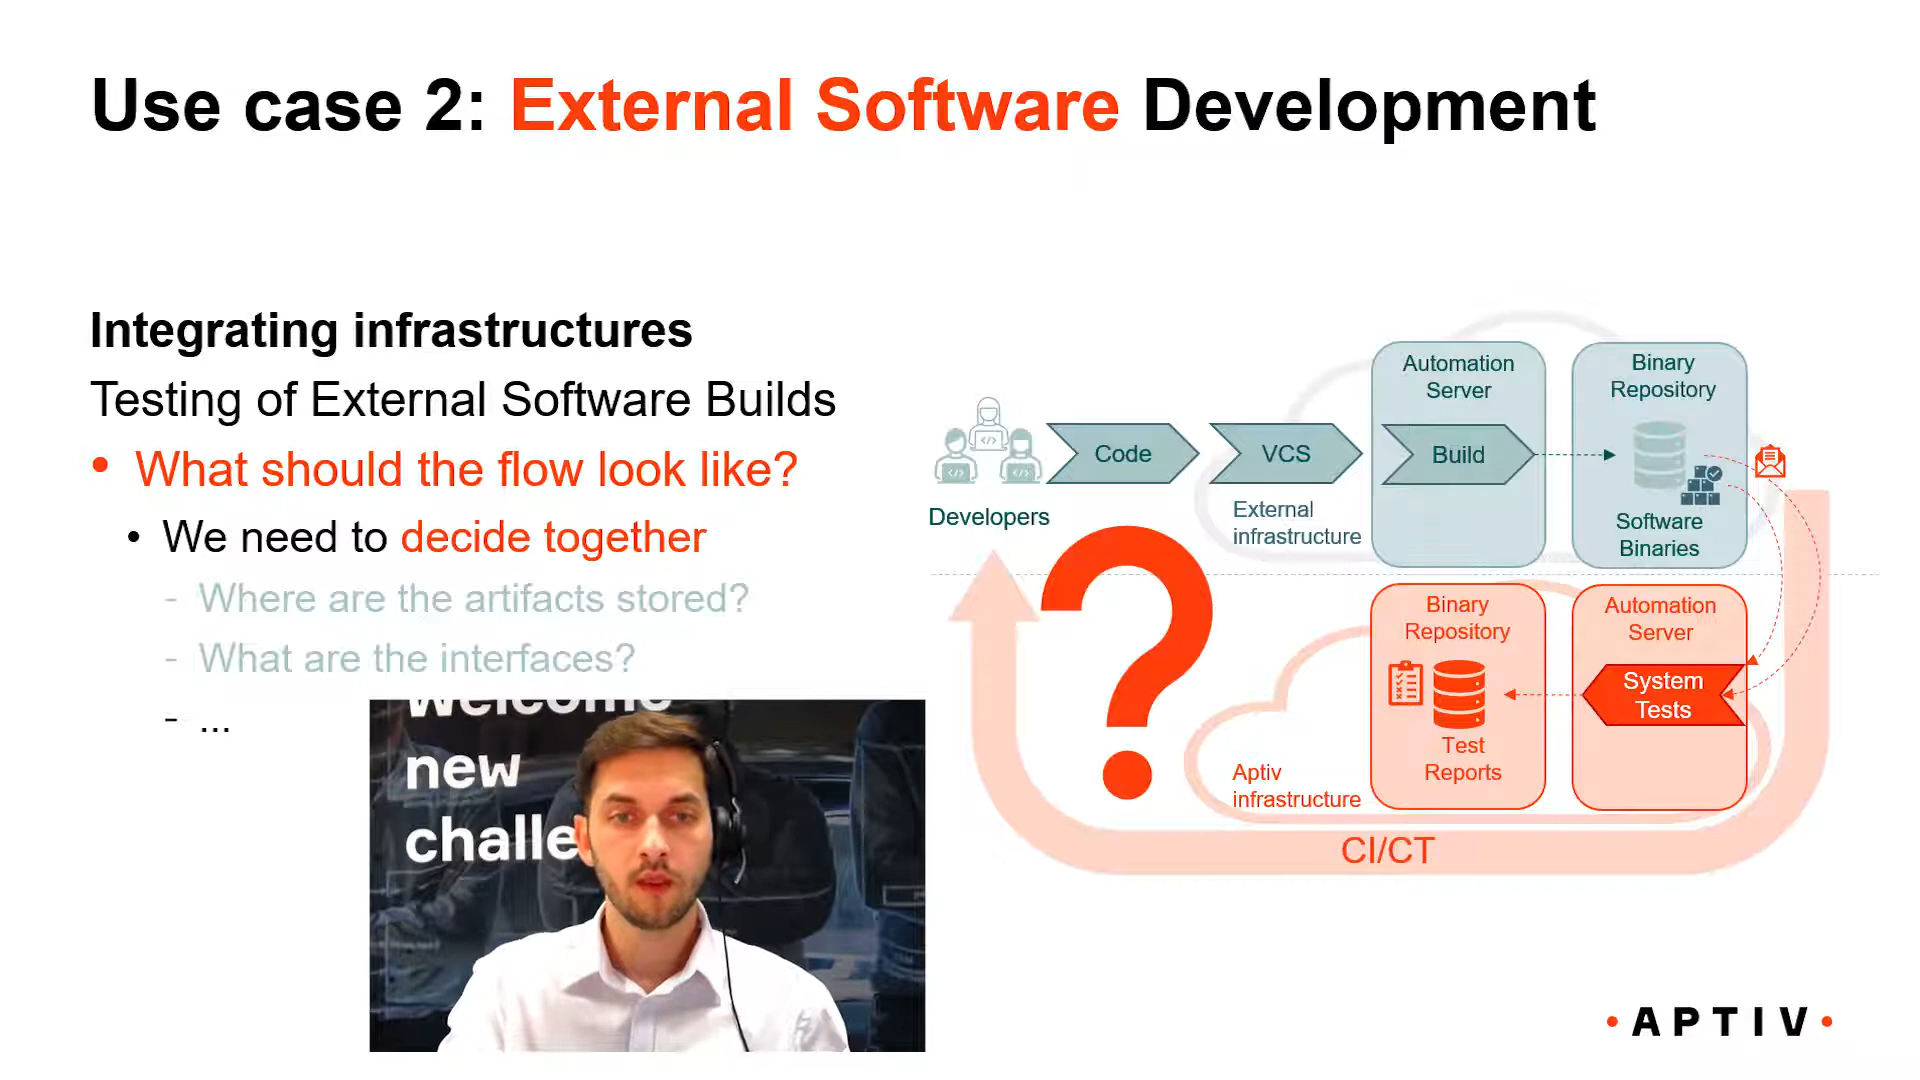 Use case 2: External Software Development
Integrating infrastructures
Testing of External Software Builds
• What should the flow look like?
• We need to decide together
- Where are the artifacts stored?
- What are the interfaces?
- ...
Welcome
new
challe
Developers
Code
VCS
External
infrastructure
Automation
Server
Build
Binary
Repository
Software
Binaries
?
Binary
Repository
Test
Reports
Automation
Server
System
Tests
Aptiv
infrastructure
CI/CT
• APTIV •